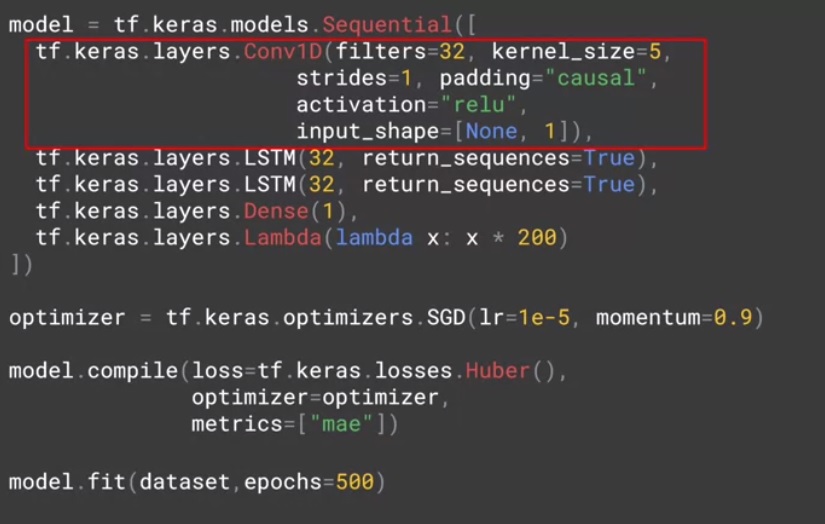 model = tf.keras.models.Sequential([
  tf.keras.layers.Conv1D(filters=32, kernel_size=5,
                      strides=1, padding="causal",
                      activation="relu",
                      input_shape=[None, 1]),
  tf.keras.layers.LSTM(32, return_sequences=True),
  tf.keras.layers.LSTM(32, return_sequences=True),
  tf.keras.layers.Dense(1),
  tf.keras.layers.Lambda(lambda x: x * 200)
])
optimizer = tf.keras.optimizers.SGD(lr=1e-5, momentum=0.9)
model.compile(loss=tf.keras.losses.Huber(),
              optimizer=optimizer,
              metrics=["mae"])
model.fit(dataset,epochs=500)